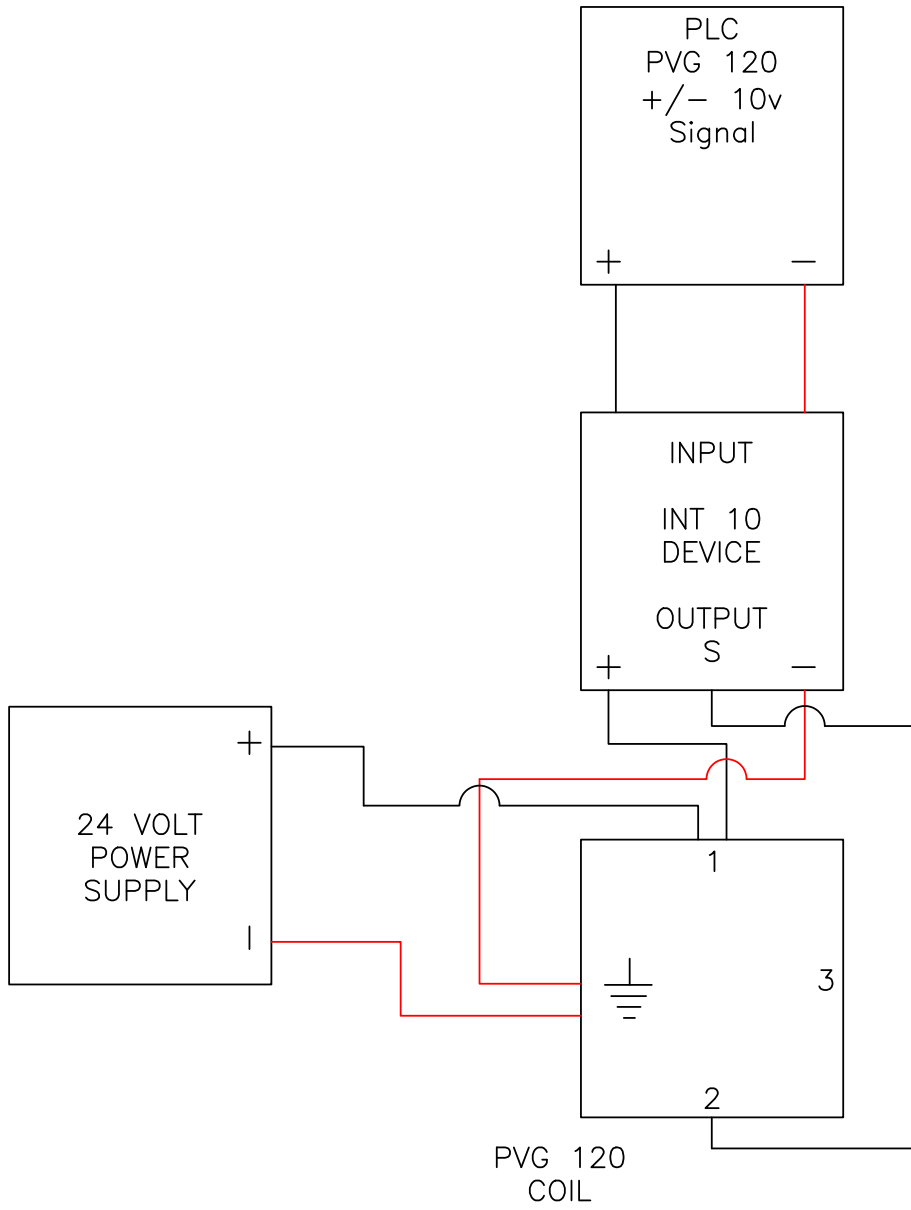 PLC
PVG 120
+/- 10v
Signal
+ -
INPUT
INT 10
DEVICE
OUTPUT
S
+ -
+
24 VOLT
POWER
SUPPLY
|
1
3
2
PVG 120
COIL